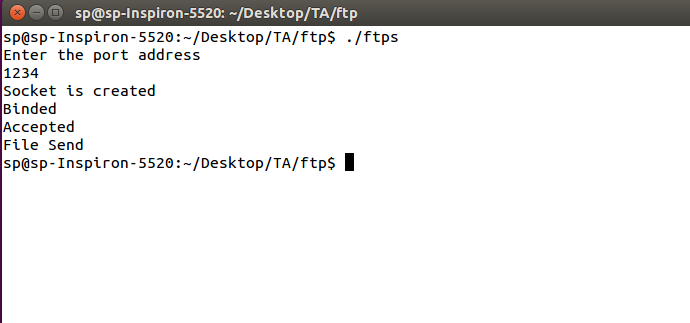 sp@sp-Inspiron-5520: ~/Desktop/TA/ftp
sp@sp-Inspiron-5520:~/Desktop/TA/ftp$ ./ftps
Enter the port address
1234
Socket is created
Binded
Accepted
File Send
sp@sp-Inspiron-5520:~/Desktop/TA/ftp$